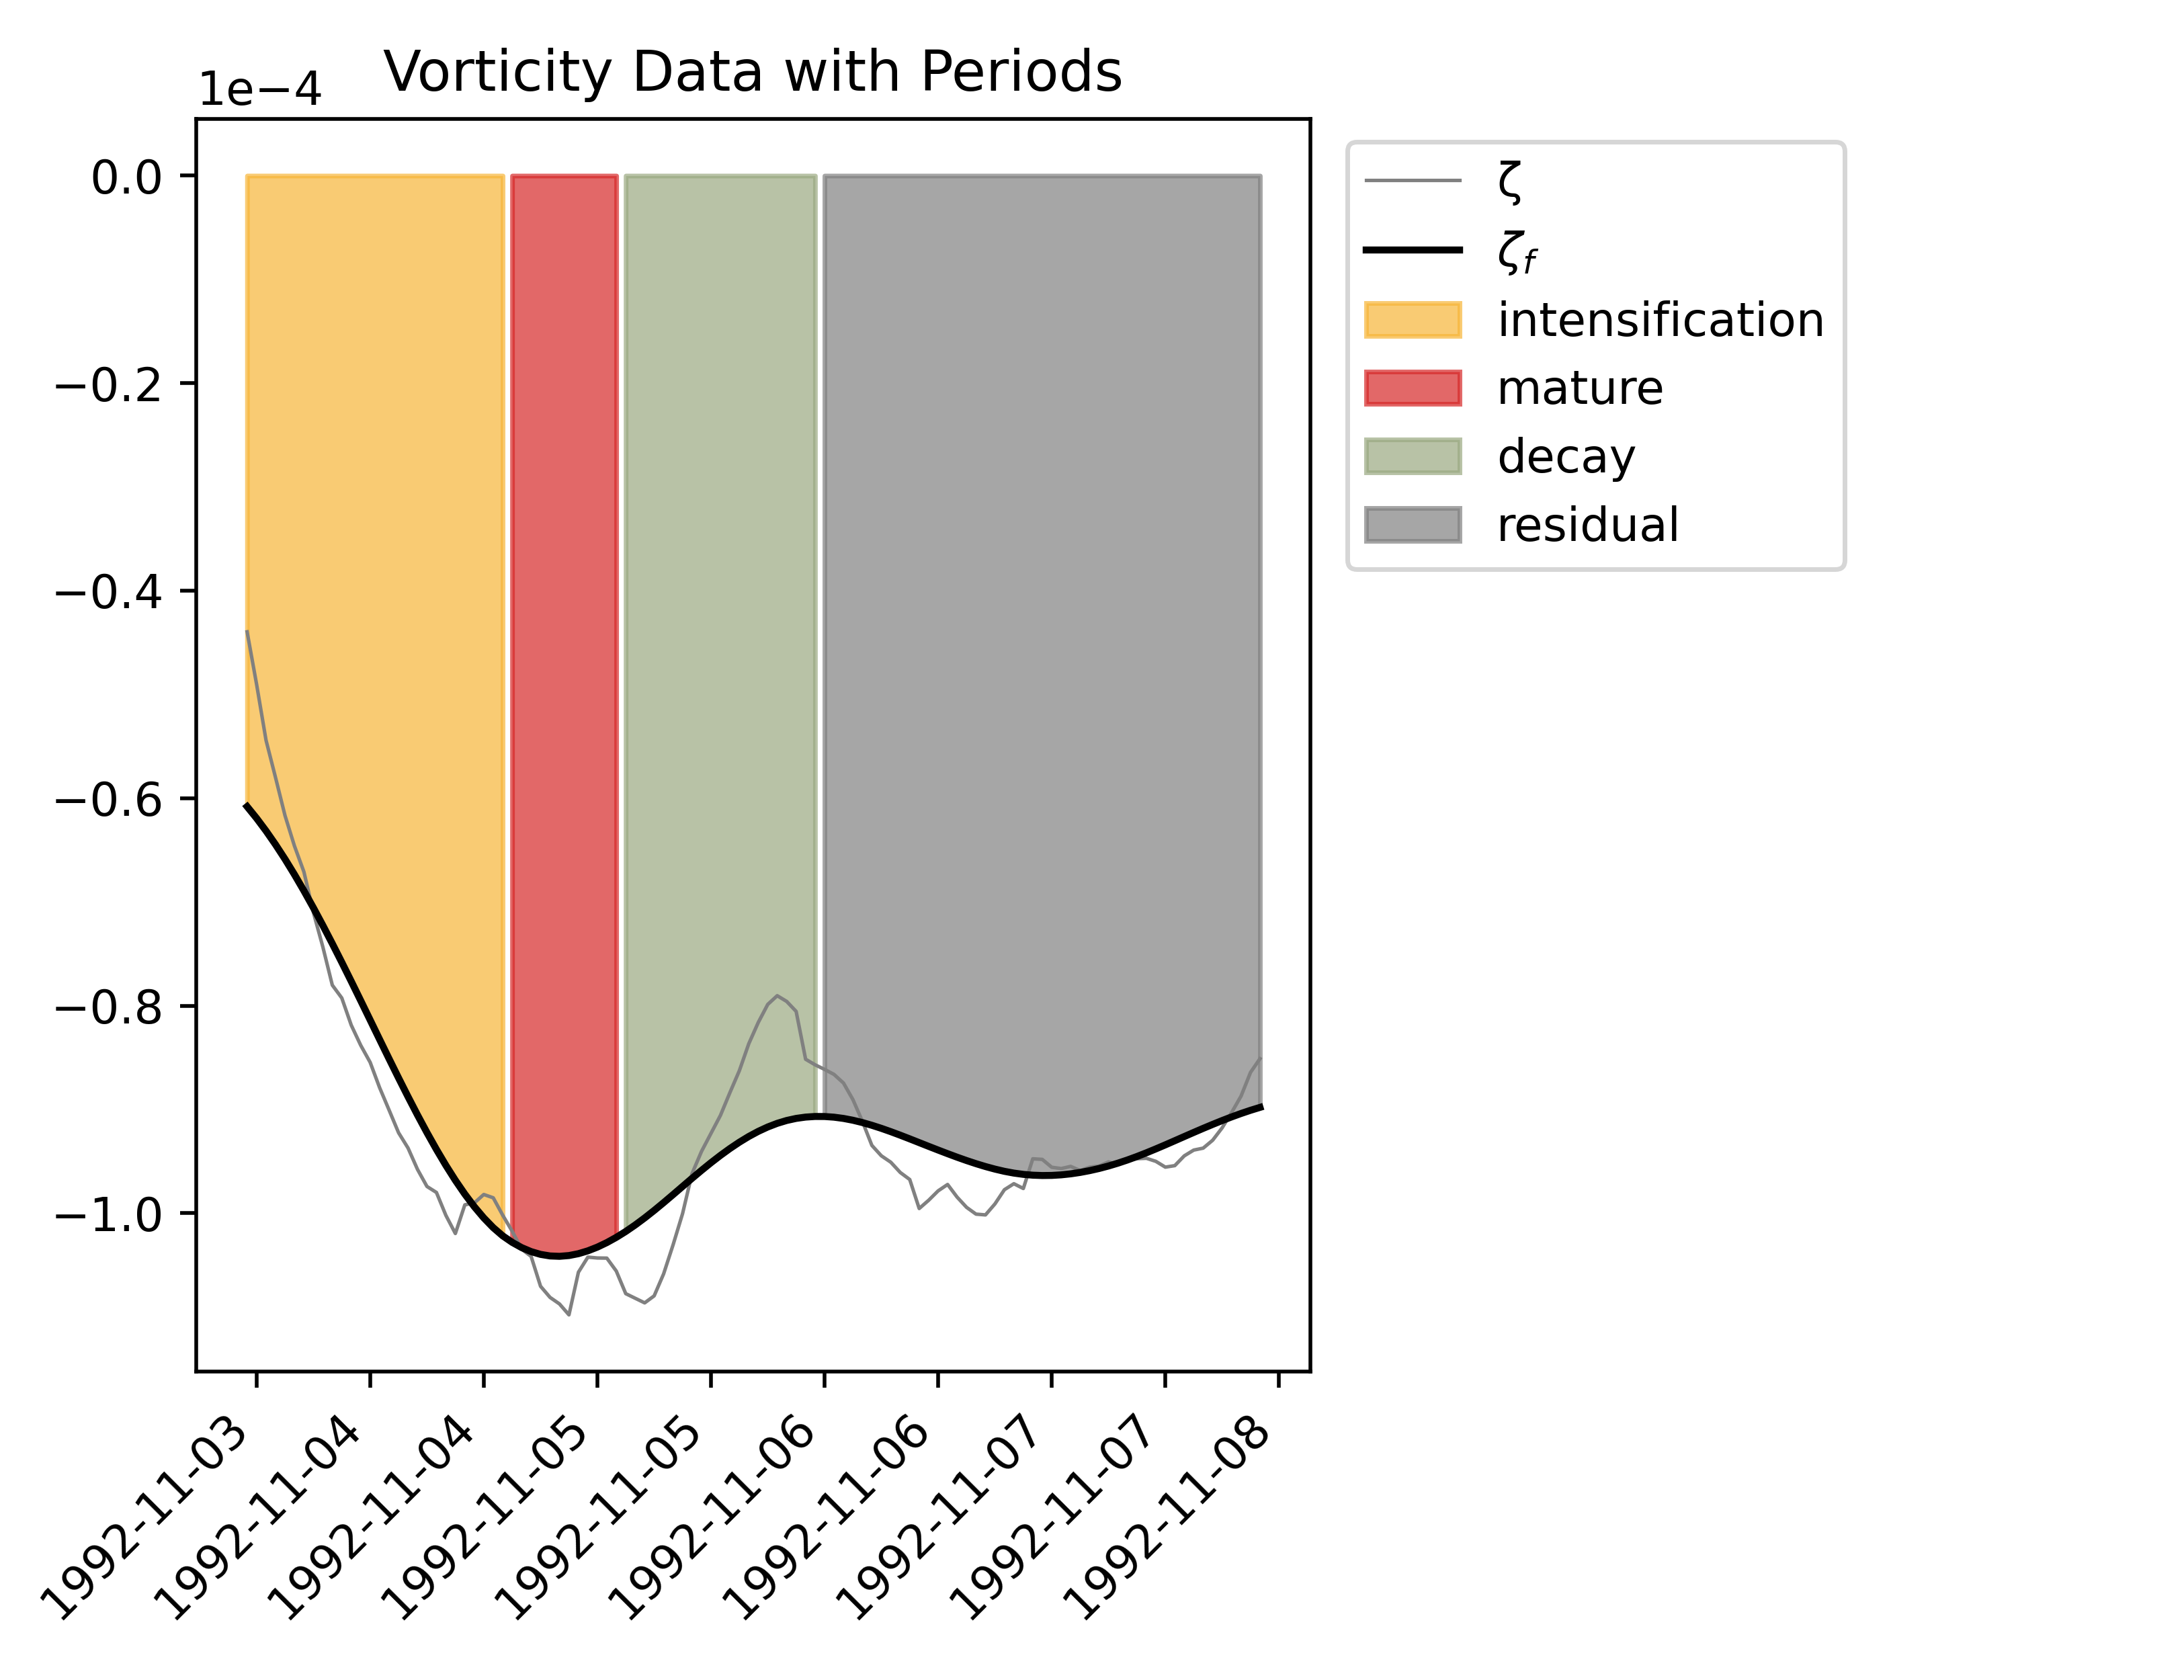 Vorticity Data with Periods
1e−4
0.0
−0.2
−0.4
−0.6
−0.8
−1.0
1992-11-03
1992-11-04
1992-11-04
1992-11-05
1992-11-05
1992-11-06
1992-11-06
1992-11-07
1992-11-07
1992-11-08
ζ
ζf
intensification
mature
decay
residual